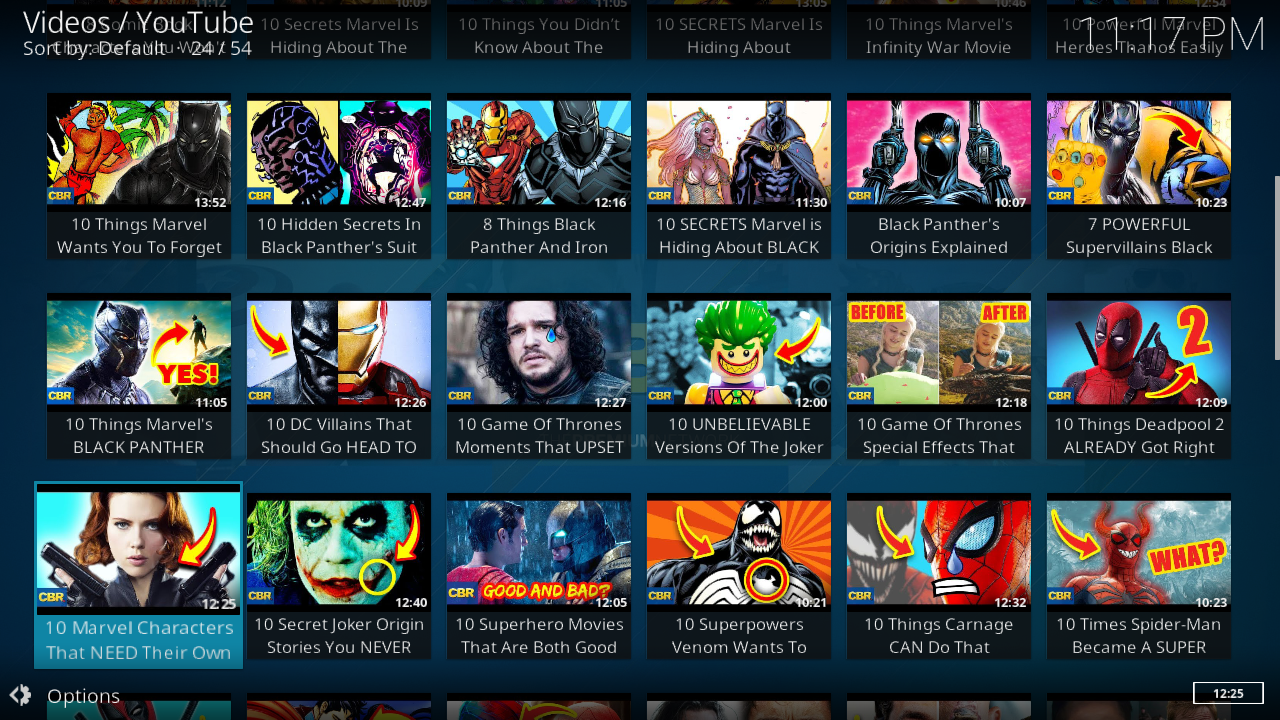 Videos / YouTube
Sort by: Default · 24 / 54
11:17 PM
11:12
10:09
11:05
13:05
10:46
12:54
10 Secrets Marvel Is
Hiding About The
10 Things You Didn't
Know About The
10 SECRETS Marvel Is
Hiding About
10 Things Marvel's
Infinity War Movie
10 Powerful Marvel
Heroes Thanos Easily
CBR
13:52
CBR
12:47
CBR
12:16
CBR
11:30
CBR
10:07
CBR
10:23
10 Things Marvel
Wants You To Forget
10 Hidden Secrets In
Black Panther's Suit
8 Things Black
Panther And Iron
10 SECRETS Marvel is
Hiding About BLACK
Black Panther's
Origins Explained
7 POWERFUL
Supervillains Black
YES!
CBR
11:05
CBR
12:26
CBR
12:27
CBR
12:00
BEFORE
AFTER
CBR
12:18
2
CBR
12:09
10 Things Marvel's
BLACK PANTHER
10 DC Villains That
Should Go HEAD TO
10 Game Of Thrones
Moments That UPSET
10 UNBELIEVABLE
Versions Of The Joker
10 Game Of Thrones
Special Effects That
10 Things Deadpool 2
ALREADY Got Right
CBR
12:25
CBR
12:40
CBR
GOOD AND BAD?
12:05
CBR
10:21
CBR
12:32
WHAT?
CBR
10:23
10 Marvel Characters
That NEED Their Own
10 Secret Joker Origin
Stories You NEVER
10 Superhero Movies
That Are Both Good
10 Superpowers
Venom Wants To
10 Things Carnage
CAN Do That
10 Times Spider-Man
Became A SUPER
Options
12:25